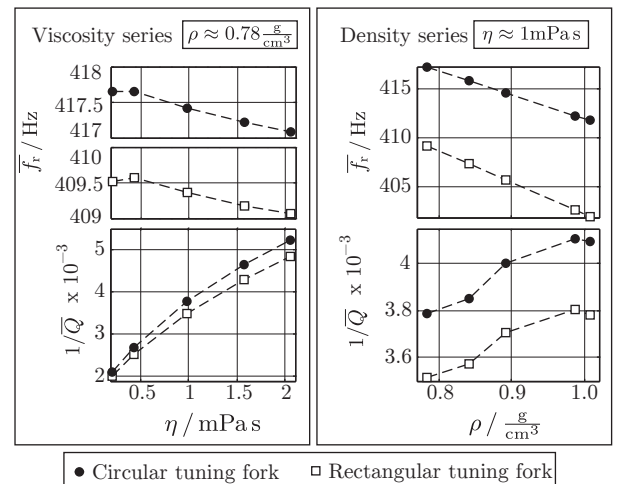 Viscosity series ρ ≈ 0.78 g/cm³
Density series η ≈ 1mPa s
f̅ᵣ / Hz
418
417.5
417
410
409.5
409
1/Q̅ x 10⁻³
5
4
3
2
0.5 1 1.5 2
η / mPa s
f̅ᵣ / Hz
415
410
405
1/Q̅ x 10⁻³
4
3.8
3.6
0.8 0.9 1.0
ρ / g/cm³
● Circular tuning fork □ Rectangular tuning fork